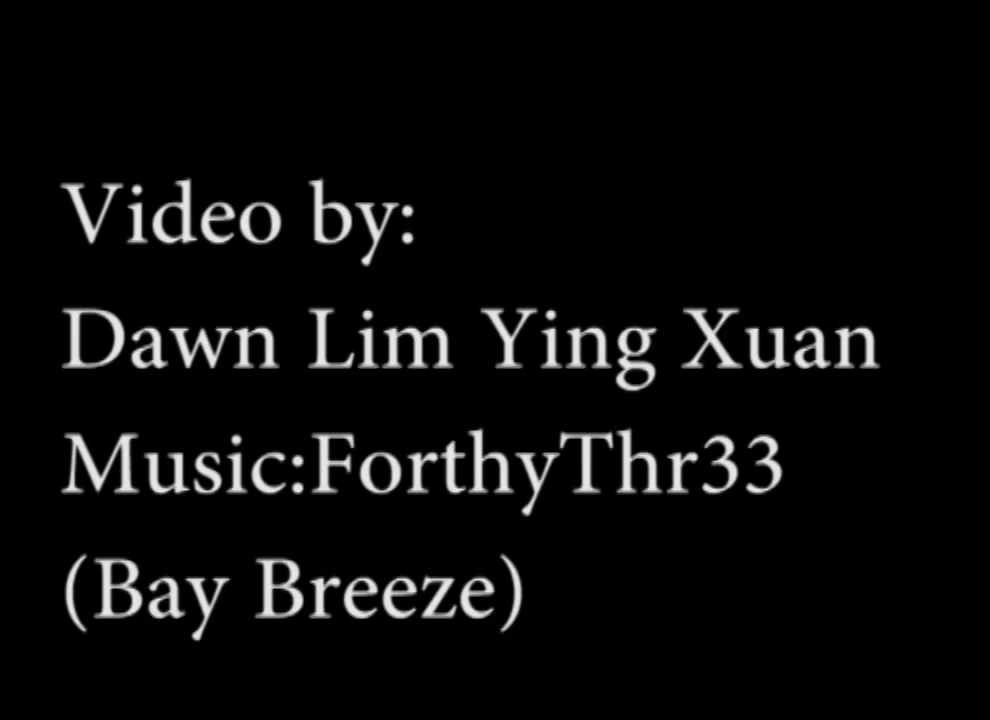 Video by:
Dawn Lim Ying Xuan
Music:ForthyThr33
(Bay Breeze)